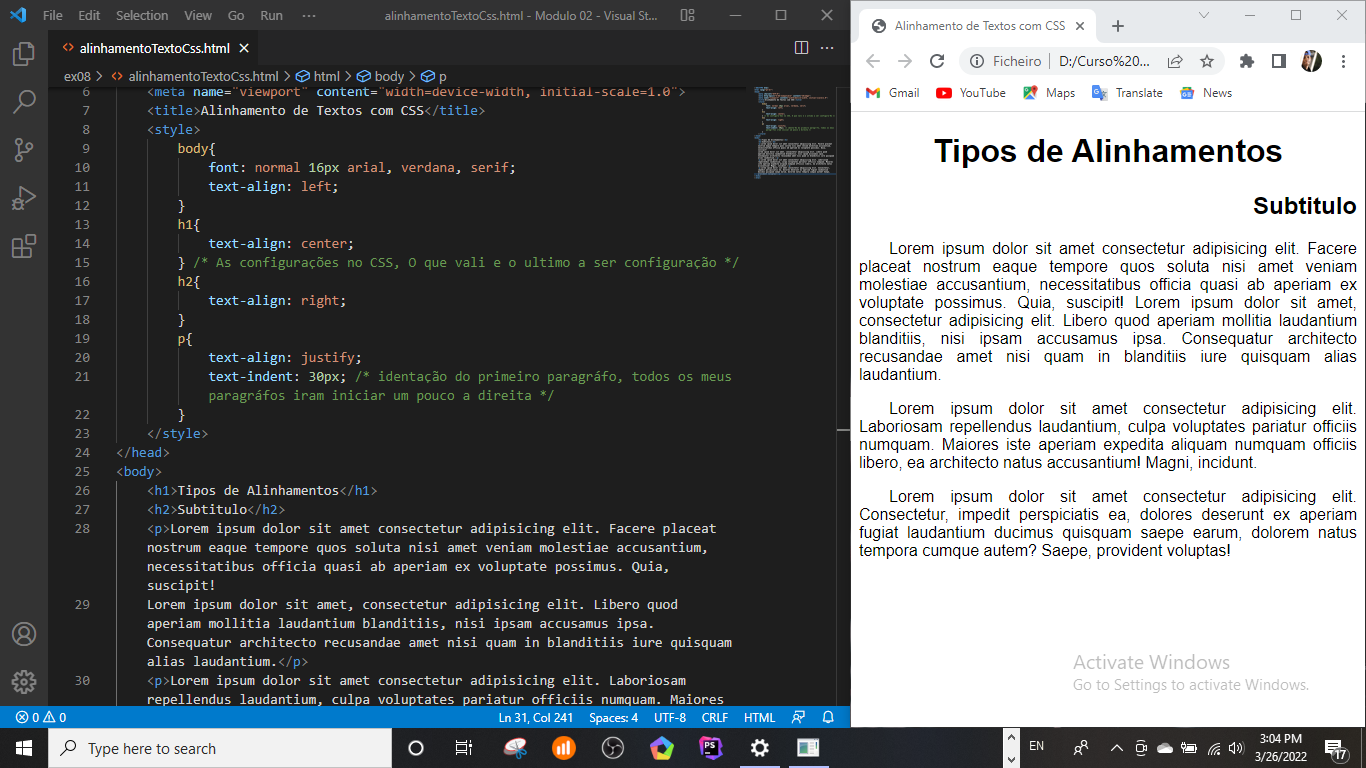 File Edit Selection View Go Run ··· alinhamentoTextoCss.html - Modulo 02 - Visual St...
alinhamentoTextoCss.html
ex08 > alinhamentoTextoCss.html > html > body > p
6 <meta name="viewport" content="width=device-width, initial-scale=1.0">
7 <title>Alinhamento de Textos com CSS</title>
8 <style>
9 body{
10 font: normal 16px arial, verdana, serif;
11 text-align: left;
12 }
13 h1{
14 text-align: center;
15 } /* As configurações no CSS, O que vali e o ultimo a ser configuração */
16 h2{
17 text-align: right;
18 }
19 p{
20 text-align: justify;
21 text-indent: 30px; /* identação do primeiro paragráfo, todos os meus
paragráfos iram iniciar um pouco a direita */
22 }
23 </style>
24 </head>
25 <body>
26 <h1>Tipos de Alinhamentos</h1>
27 <h2>Subtitulo</h2>
28 <p>Lorem ipsum dolor sit amet consectetur adipisicing elit. Facere placeat
nostrum eaque tempore quos soluta nisi amet veniam molestiae accusantium,
necessitatibus officia quasi ab aperiam ex voluptate possimus. Quia,
suscipit!
29 Lorem ipsum dolor sit amet, consectetur adipisicing elit. Libero quod
aperiam mollitia laudantium blanditiis, nisi ipsam accusamus ipsa.
Consequatur architecto recusandae amet nisi quam in blanditiis iure quisquam
alias laudantium.</p>
30 <p>Lorem ipsum dolor sit amet consectetur adipisicing elit. Laboriosam
repellendus laudantium, culpa voluptates pariatur officiis numquam. Maiores
0 0 Ln 31, Col 241 Spaces: 4 UTF-8 CRLF HTML
Alinhamento de Textos com CSS
Ficheiro | D:/Curso%20...
Gmail YouTube Maps Translate News
Tipos de Alinhamentos
Subtitulo
Lorem ipsum dolor sit amet consectetur adipisicing elit. Facere
placeat nostrum eaque tempore quos soluta nisi amet veniam
molestiae accusantium, necessitatibus officia quasi ab aperiam ex
voluptate possimus. Quia, suscipit! Lorem ipsum dolor sit amet,
consectetur adipisicing elit. Libero quod aperiam mollitia laudantium
blanditiis, nisi ipsam accusamus ipsa. Consequatur architecto
recusandae amet nisi quam in blanditiis iure quisquam alias
laudantium.
Lorem ipsum dolor sit amet consectetur adipisicing elit.
Laboriosam repellendus laudantium, culpa voluptates pariatur officiis
numquam. Maiores iste aperiam expedita aliquam numquam officiis
libero, ea architecto natus accusantium! Magni, incidunt.
Lorem ipsum dolor sit amet consectetur adipisicing elit.
Consectetur, impedit perspiciatis ea, dolores deserunt ex aperiam
fugiat laudantium ducimus quisquam saepe earum, dolorem natus
tempora cumque autem? Saepe, provident voluptas!
Activate Windows
Go to Settings to activate Windows.
Type here to search
PS
EN
3:04 PM
3/26/2022
17